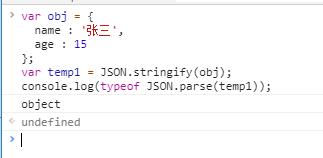 var obj = {
name : '张三',
age : 15
};
var temp1 = JSON.stringify(obj);
console.log(typeof JSON.parse(temp1));
object
undefined